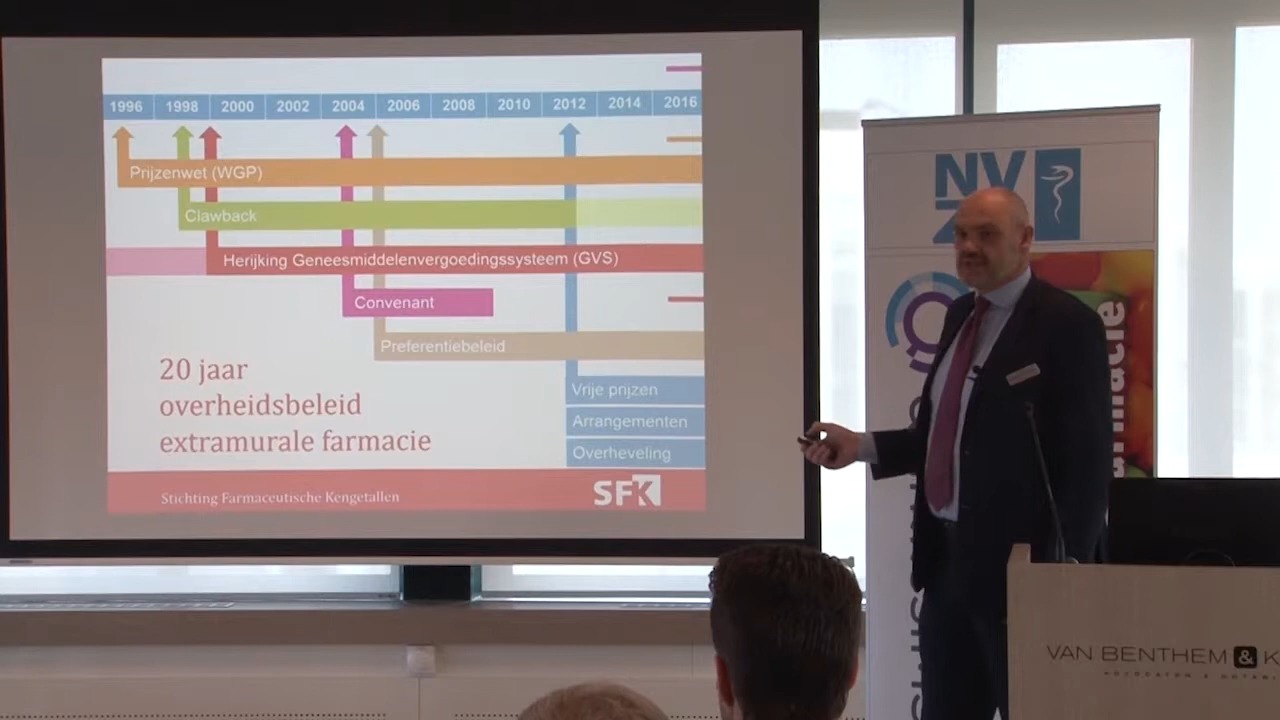 1996 1998 2000 2002 2004 2006 2008 2010 2012 2014 2016
Prijzenwet (WGP)
Clawback
Herijking Geneesmiddelenvergoedingssysteem (GVS)
Convenant
Preferentiebeleid
Vrije prijzen
Arrangementen
Overheveling
20 jaar
overheidsbeleid
extramurale farmacie
Stichting Farmaceutische Kengetallen
SFK
NV
VAN BENTHEM & K